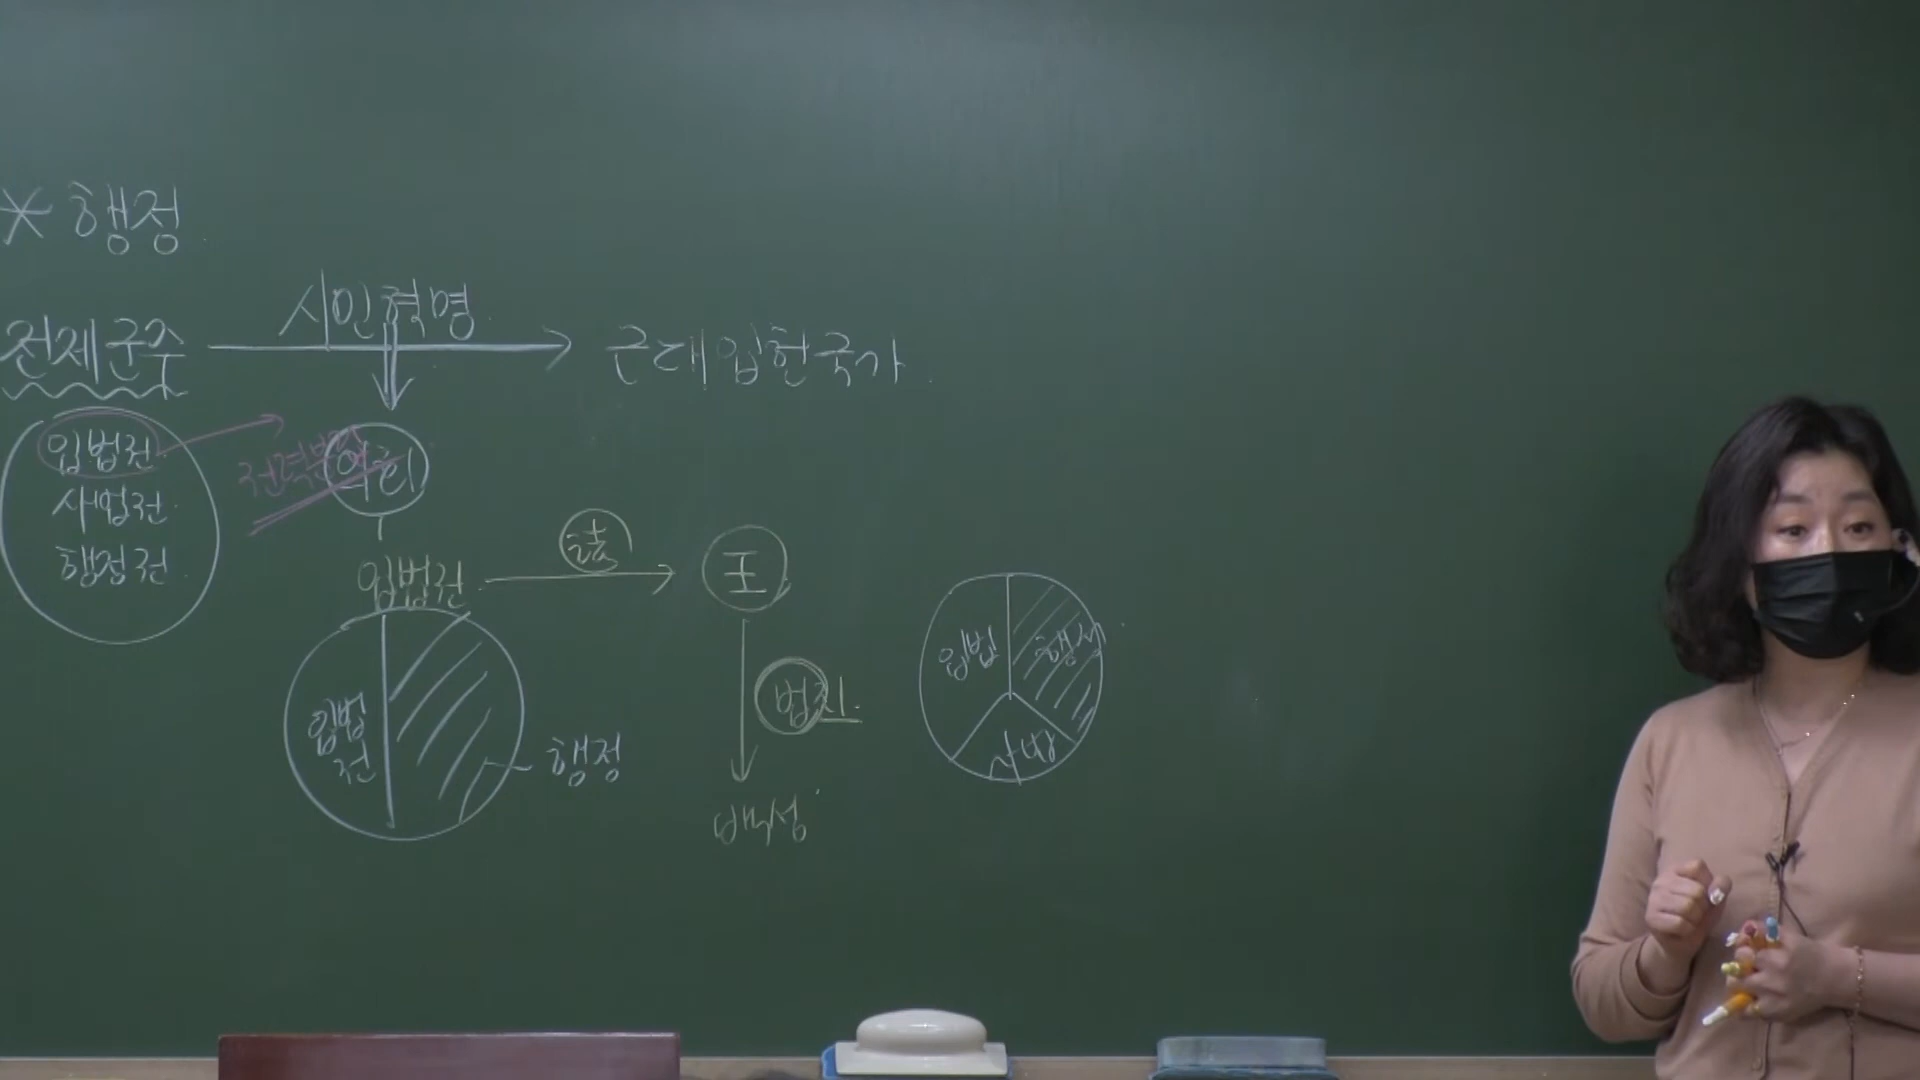 * 행정
시민혁명
전제군주
근대입헌국가
입법권
사법권
행정권
권력분립
의회
입법권
法
王
법치
백성
입법
권
행정
입법
행정
사법